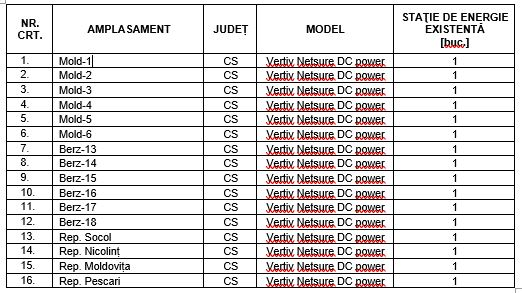 NR. CRT. AMPLASAMENT JUDEȚ MODEL STAŢIE DE ENERGIE EXISTENTĂ [buc.]
1. Mold-1 CS Vertiv Netsure DC power 1
2. Mold-2 CS Vertiv Netsure DC power 1
3. Mold-3 CS Vertiv Netsure DC power 1
4. Mold-4 CS Vertiv Netsure DC power 1
5. Mold-5 CS Vertiv Netsure DC power 1
6. Mold-6 CS Vertiv Netsure DC power 1
7. Berz-13 CS Vertiv Netsure DC power 1
8. Berz-14 CS Vertiv Netsure DC power 1
9. Berz-15 CS Vertiv Netsure DC power 1
10. Berz-16 CS Vertiv Netsure DC power 1
11. Berz-17 CS Vertiv Netsure DC power 1
12. Berz-18 CS Vertiv Netsure DC power 1
13. Rep. Socol CS Vertiv Netsure DC power 1
14. Rep. Nicolinț CS Vertiv Netsure DC power 1
15. Rep. Moldovița CS Vertiv Netsure DC power 1
16. Rep. Pescari CS Vertiv Netsure DC power 1